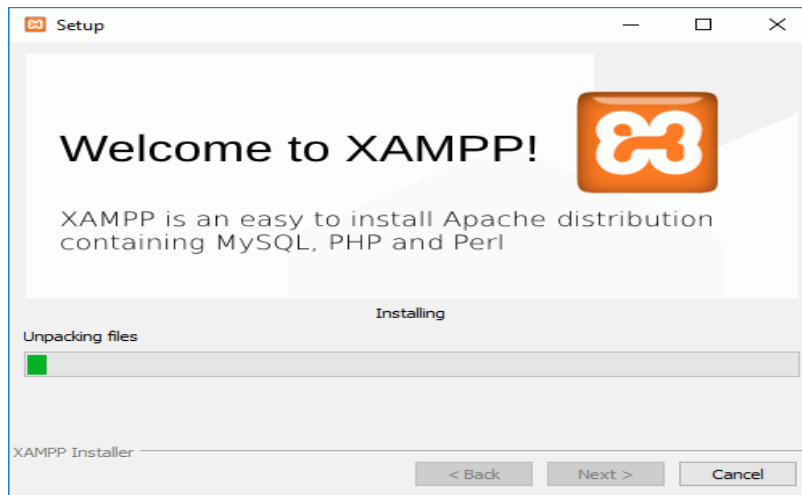 Setup
Welcome to XAMPP!
XAMPP is an easy to install Apache distribution
containing MySQL, PHP and Perl
Installing
Unpacking files
XAMPP Installer
< Back
Next >
Cancel